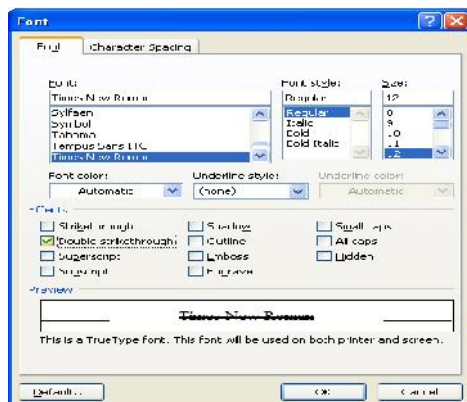 Font
Font Character Spacing
Font: Font style: Size:
Times New Roman Regular 12
Sylfaen Regular 8
Symbol Italic 9
Tahoma Bold 10
Tempus Sans ITC Bold Italic 11
Times New Roman 12
Font color: Underline style: Underline color:
Automatic (none) Automatic
Effects
Strikethrough Shadow Small caps
Double strikethrough Outline All caps
Superscript Emboss Hidden
Subscript Engrave
Preview
Times New Roman
This is a TrueType font. This font will be used on both printer and screen.
Default... OK Cancel